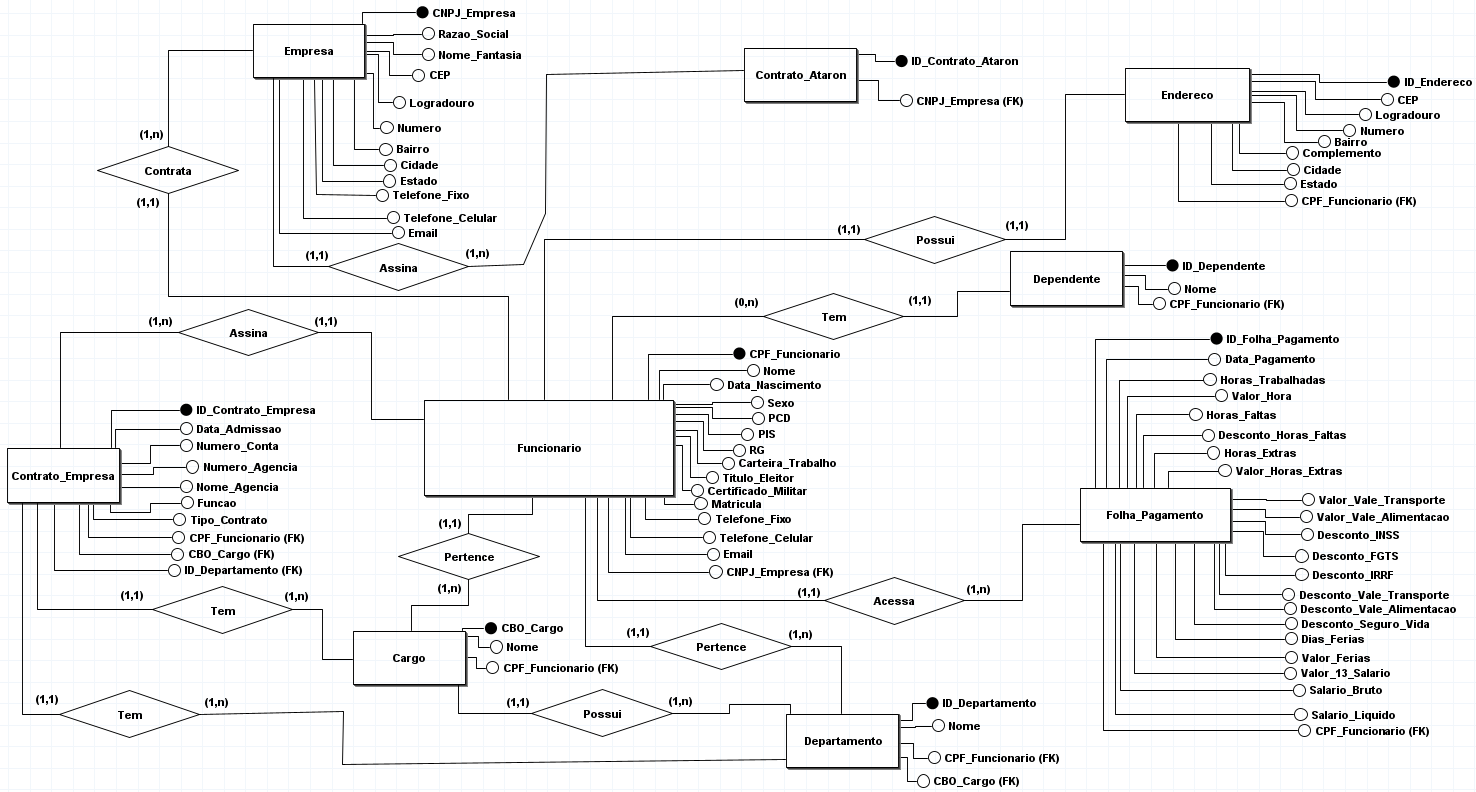 Empresa
CNPJ_Empresa
Razao_Social
Nome_Fantasia
CEP
Logradouro
Numero
Bairro
Cidade
Estado
Telefone_Fixo
Telefone_Celular
Email
(1,n)
Contrata
(1,1)
(1,1)
Assina
(1,n)
Contrato_Ataron
ID_Contrato_Ataron
CNPJ_Empresa (FK)
Endereco
ID_Endereco
CEP
Logradouro
Numero
Bairro
Complemento
Cidade
Estado
CPF_Funcionario (FK)
(1,1)
Possui
(1,1)
Dependente
ID_Dependente
Nome
CPF_Funcionario (FK)
(0,n)
Tem
(1,1)
(1,n)
Assina
(1,1)
Funcionario
CPF_Funcionario
Nome
Data_Nascimento
Sexo
PCD
PIS
RG
Carteira_Trabalho
Titulo_Eleitor
Certificado_Militar
Matricula
Telefone_Fixo
Telefone_Celular
Email
CNPJ_Empresa (FK)
Contrato_Empresa
ID_Contrato_Empresa
Data_Admissao
Numero_Conta
Numero_Agencia
Nome_Agencia
Funcao
Tipo_Contrato
CPF_Funcionario (FK)
CBO_Cargo (FK)
ID_Departamento (FK)
Folha_Pagamento
ID_Folha_Pagamento
Data_Pagamento
Horas_Trabalhadas
Valor_Hora
Horas_Faltas
Desconto_Horas_Faltas
Horas_Extras
Valor_Horas_Extras
Valor_Vale_Transporte
Valor_Vale_Alimentacao
Desconto_INSS
Desconto_FGTS
Desconto_IRRF
Desconto_Vale_Transporte
Desconto_Vale_Alimentacao
Desconto_Seguro_Vida
Dias_Ferias
Valor_Ferias
Valor_13_Salario
Salario_Bruto
Salario_Liquido
CPF_Funcionario (FK)
(1,1)
Pertence
(1,n)
(1,1)
Acessa
(1,n)
(1,1)
Tem
(1,n)
Cargo
CBO_Cargo
Nome
CPF_Funcionario (FK)
(1,1)
Pertence
(1,n)
(1,1)
Tem
(1,n)
(1,1)
Possui
(1,n)
Departamento
ID_Departamento
Nome
CPF_Funcionario (FK)
CBO_Cargo (FK)